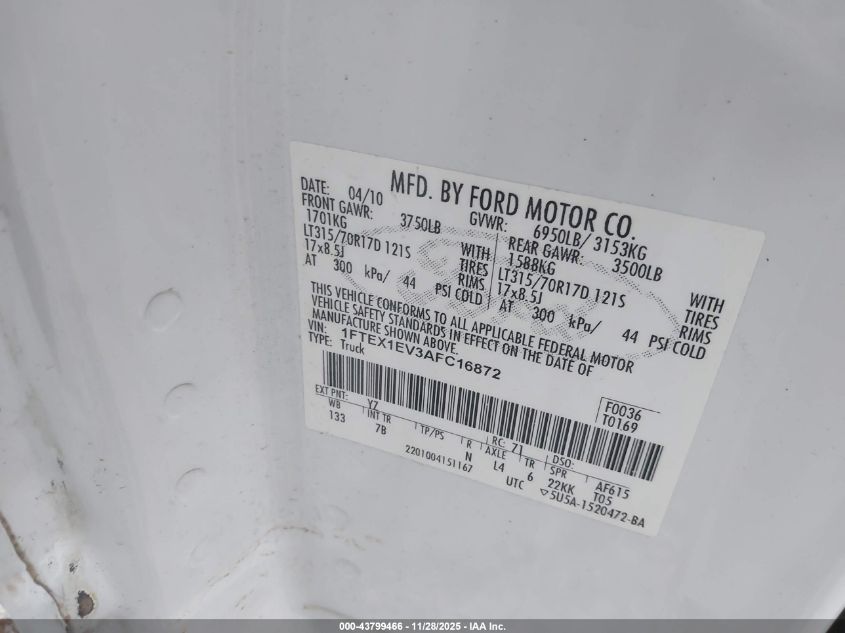 MFD. BY FORD MOTOR CO.
DATE: 04/10 GVWR: 6950LB/ 3153KG
FRONT GAWR: 3750LB REAR GAWR: 3500LB
1701KG WITH 1588KG WITH
LT315/70R17D 121S TIRES LT315/70R17D 121S TIRES
17x8.5J RIMS 17x8.5J RIMS
AT 300 kPa/ 44 PSI COLD AT 300 kPa/ 44 PSI COLD
THIS VEHICLE CONFORMS TO ALL APPLICABLE FEDERAL MOTOR
VEHICLE SAFETY STANDARDS IN EFFECT ON THE DATE OF
MANUFACTURE SHOWN ABOVE.
VIN: 1FTEX1EV3AFC16872
TYPE: Truck
F0036
T0169
EXT PNT: Y7 RC: 71 DSO:
WB INT TR TP/PS R AXLE TR SPR AF615
133 7B N L4 6 22KK T05
2201004151167 UTC ▽5U5A-1520472-BA
000-43799466 - 11/28/2025 - IAA Inc.